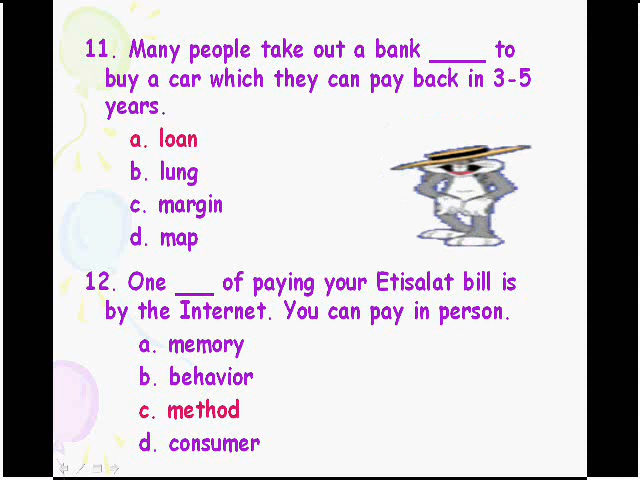 11. Many people take out a bank ____ to
buy a car which they can pay back in 3-5
years.
a. loan
b. lung
c. margin
d. map
12. One ___ of paying your Etisalat bill is
by the Internet. You can pay in person.
a. memory
b. behavior
c. method
d. consumer